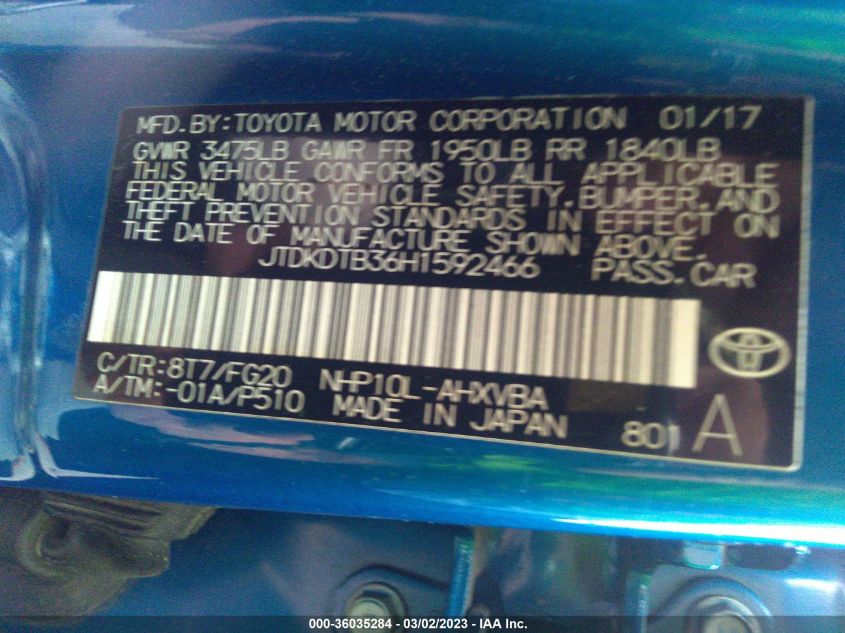 MFD.BY:TOYOTA MOTOR CORPORATION 01/17
GVWR 3475LB GAWR FR 1950LB RR 1840LB
THIS VEHICLE CONFORMS TO ALL APPLICABLE
FEDERAL MOTOR VEHICLE SAFETY,BUMPER,AND
THEFT PREVENTION STANDARDS IN EFFECT ON
THE DATE OF MANUFACTURE SHOWN ABOVE.
JTDKDTB36H1592466 PASS.CAR
C/TR:8T7/FG20 NHP10L-AHXVBA
A/TM:-01A/P510 MADE IN JAPAN 801 A
000-36035284 - 03/02/2023 - IAA Inc.